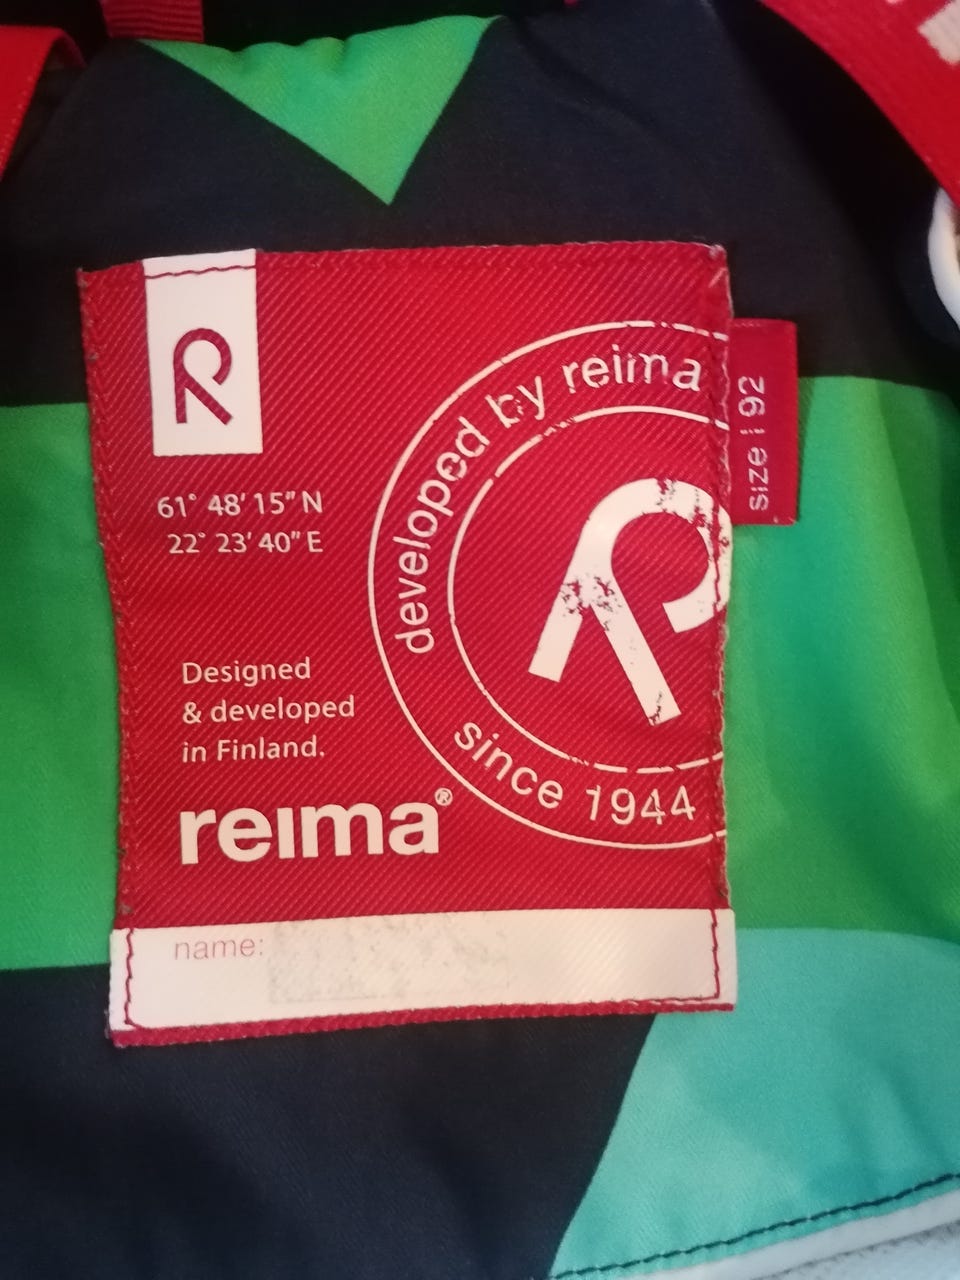 R
61° 48' 15" N
22° 23' 40" E
developed by reima
since 1944
size | 92
Designed
& developed
in Finland.
reima®
name: